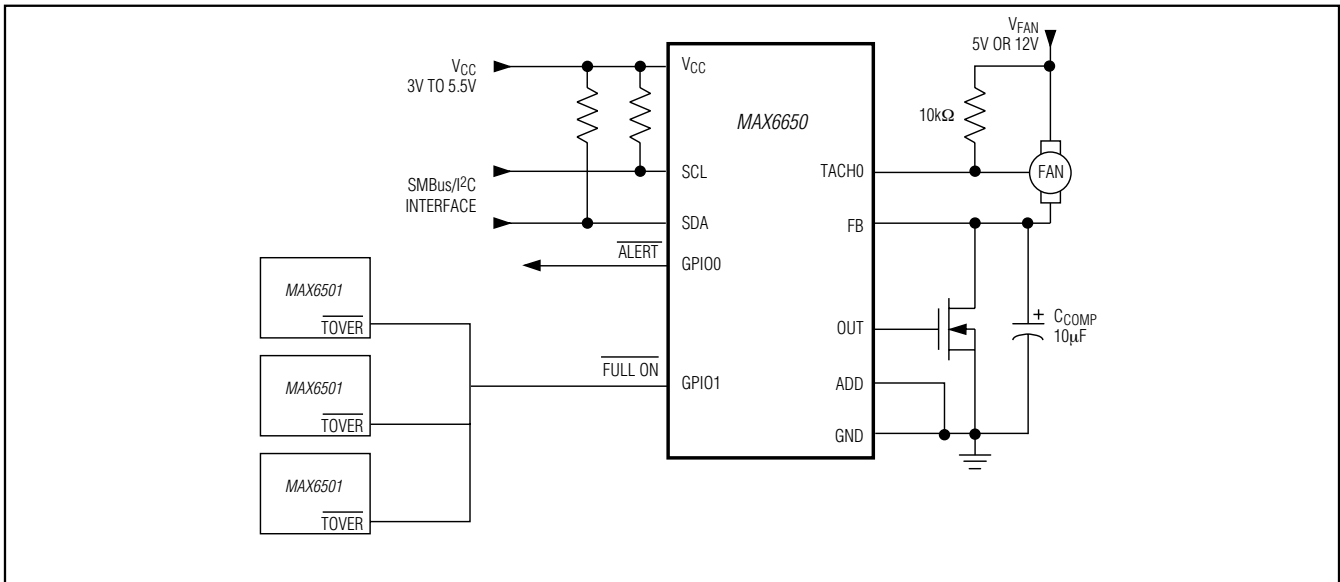 VFAN
5V OR 12V
VCC
3V TO 5.5V
VCC
10kΩ
MAX6650
SCL
TACH0
FAN
SMBus/I2C
INTERFACE
SDA
FB
ALERT
GPIO0
MAX6501
TOVER
OUT
+
CCOMP
10μF
MAX6501
TOVER
FULL ON
GPIO1
ADD
GND
MAX6501
TOVER